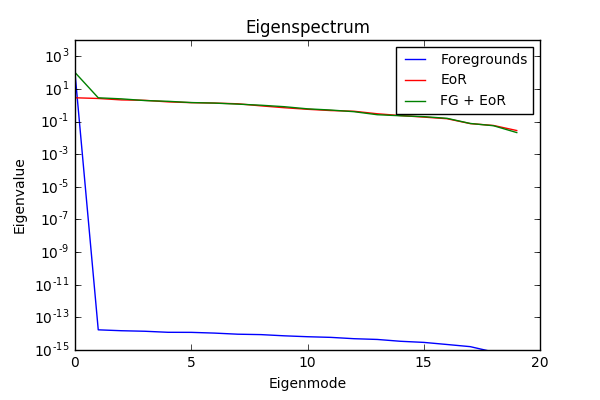 Eigenspectrum
Foregrounds
EoR
FG + EoR
10^3
10^1
10^-1
10^-3
10^-5
10^-7
10^-9
10^-11
10^-13
10^-15
Eigenvalue
0 5 10 15 20
Eigenmode